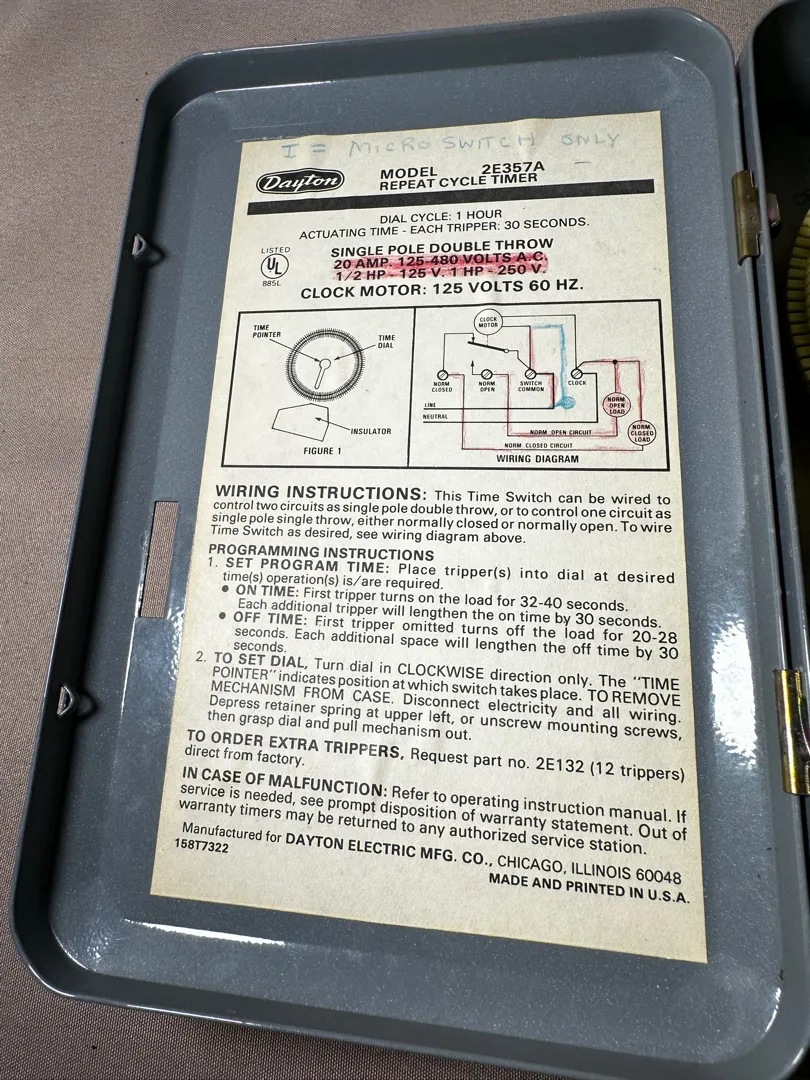 I = MICRO SWITCH ONLY
Dayton
MODEL 2E357A
REPEAT CYCLE TIMER
DIAL CYCLE: 1 HOUR
ACTUATING TIME - EACH TRIPPER: 30 SECONDS.
LISTED
UL
885L
SINGLE POLE DOUBLE THROW
20 AMP. 125-480 VOLTS A.C.
1/2 HP - 125 V. 1 HP - 250 V.
CLOCK MOTOR: 125 VOLTS 60 HZ.
TIME
POINTER
TIME
DIAL
INSULATOR
FIGURE 1
CLOCK
MOTOR
NORM
CLOSED
NORM
OPEN
SWITCH
COMMON
CLOCK
LINE
NEUTRAL
NORM
OPEN
LOAD
NORM
CLOSED
LOAD
NORM OPEN CIRCUIT
NORM CLOSED CIRCUIT
WIRING DIAGRAM
WIRING INSTRUCTIONS: This Time Switch can be wired to
control two circuits as single pole double throw, or to control one circuit as
single pole single throw, either normally closed or normally open. To wire
Time Switch as desired, see wiring diagram above.
PROGRAMMING INSTRUCTIONS
1. SET PROGRAM TIME: Place tripper(s) into dial at desired
time(s) operation(s) is/are required.
• ON TIME: First tripper turns on the load for 32-40 seconds.
Each additional tripper will lengthen the on time by 30 seconds.
• OFF TIME: First tripper omitted turns off the load for 20-28
seconds. Each additional space will lengthen the off time by 30
seconds.
2. TO SET DIAL, Turn dial in CLOCKWISE direction only. The "TIME
POINTER" indicates position at which switch takes place. TO REMOVE
MECHANISM FROM CASE. Disconnect electricity and all wiring.
Depress retainer spring at upper left, or unscrew mounting screws,
then grasp dial and pull mechanism out.
TO ORDER EXTRA TRIPPERS, Request part no. 2E132 (12 trippers)
direct from factory.
IN CASE OF MALFUNCTION: Refer to operating instruction manual. If
service is needed, see prompt disposition of warranty statement. Out of
warranty timers may be returned to any authorized service station.
Manufactured for DAYTON ELECTRIC MFG. CO., CHICAGO, ILLINOIS 60048
158T7322
MADE AND PRINTED IN U.S.A.